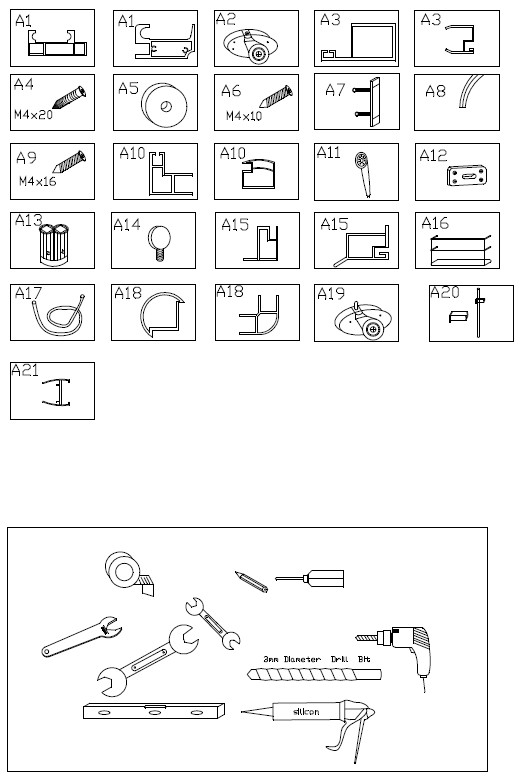 A1
A1
A2
A3
A3
A4
M4x20
A5
A6
M4x10
A7
A8
A9
M4x16
A10
A10
A11
A12
A13
A14
A15
A15
A16
A17
A18
A18
A19
A20
A21
3mm Diameter Drill Bit
silicon